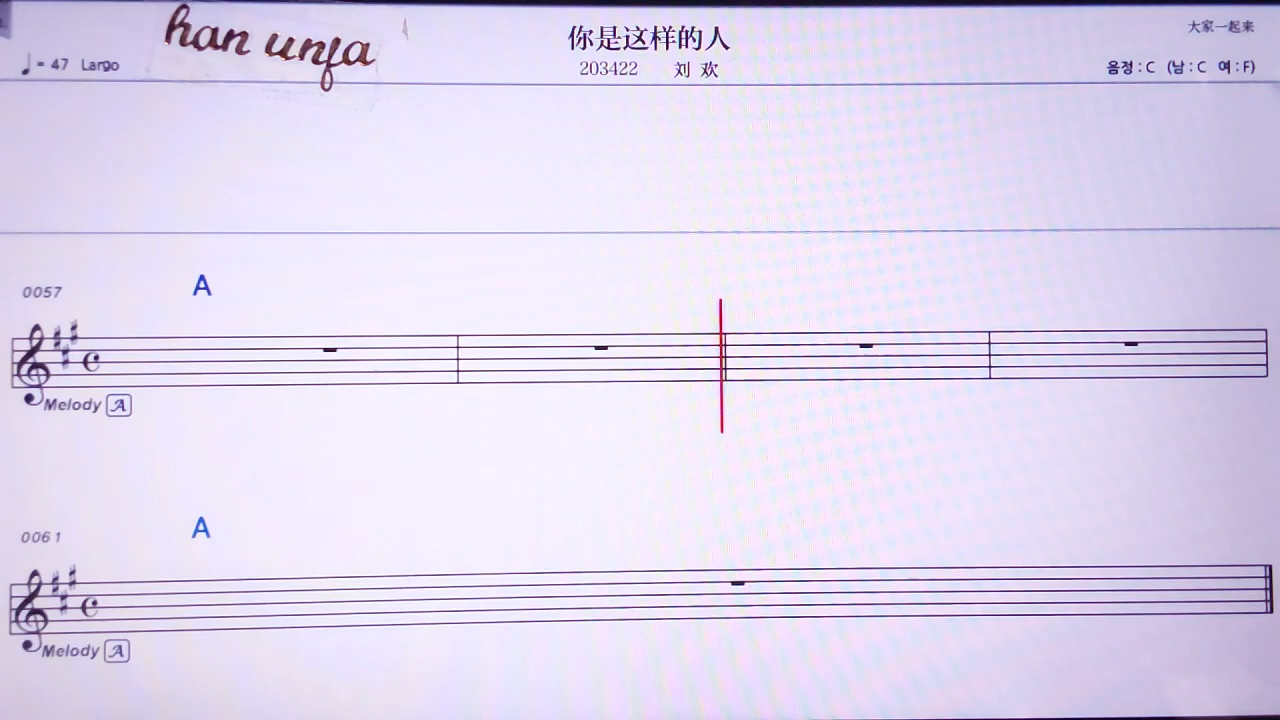 han unfa
你是这样的人
大家一起来
♩= 47 Largo
203422 刘 欢
음정 : C (남 : C 여 : F)
0057
A
Melody A
0061
A
Melody A